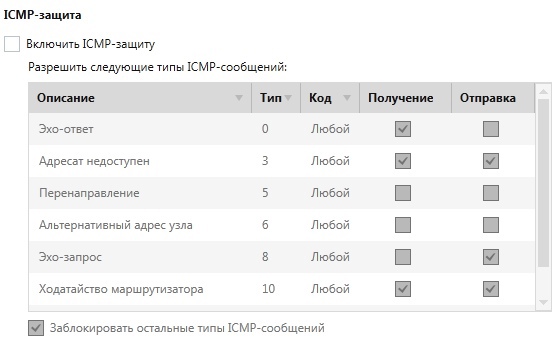 ICMP-защита
Включить ICMP-защиту
Разрешить следующие типы ICMP-сообщений:
Описание Тип Код Получение Отправка
Эхо-ответ 0 Любой
Адресат недоступен 3 Любой
Перенаправление 5 Любой
Альтернативный адрес узла 6 Любой
Эхо-запрос 8 Любой
Ходатайство маршрутизатора 10 Любой
Заблокировать остальные типы ICMP-сообщений